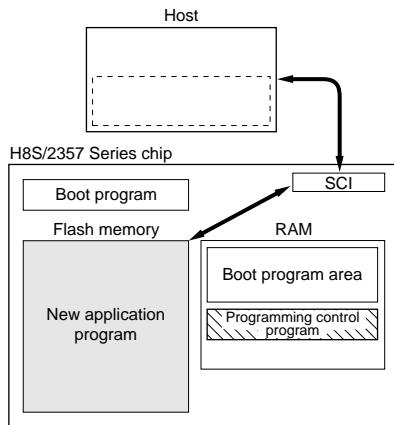 Host
H8S/2357 Series chip
SCI
Boot program
Flash memory
RAM
Boot program area
New application
program
Programming control
program